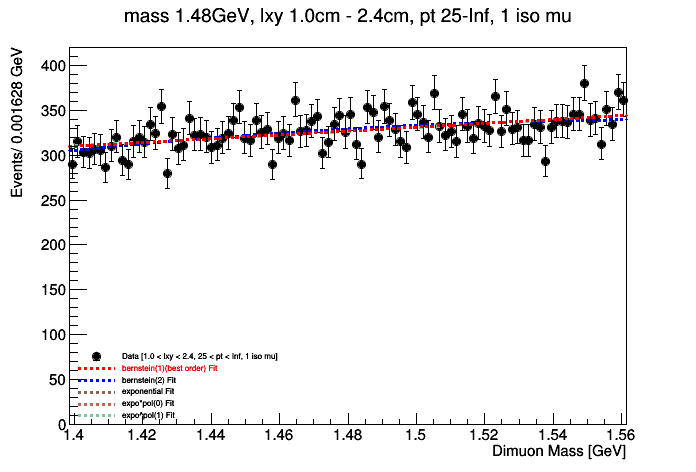 mass 1.48GeV, lxy 1.0cm - 2.4cm, pt 25-Inf, 1 iso mu
Events/ 0.001628 GeV
400
350
300
250
200
150
100
50
0
Data [1.0 < lxy < 2.4, 25 < pt < Inf, 1 iso mu]
bernstein(1)(best order) Fit
bernstein(2) Fit
exponential Fit
expo*pol(0) Fit
expo*pol(1) Fit
1.4 1.42 1.44 1.46 1.48 1.5 1.52 1.54 1.56
Dimuon Mass [GeV]